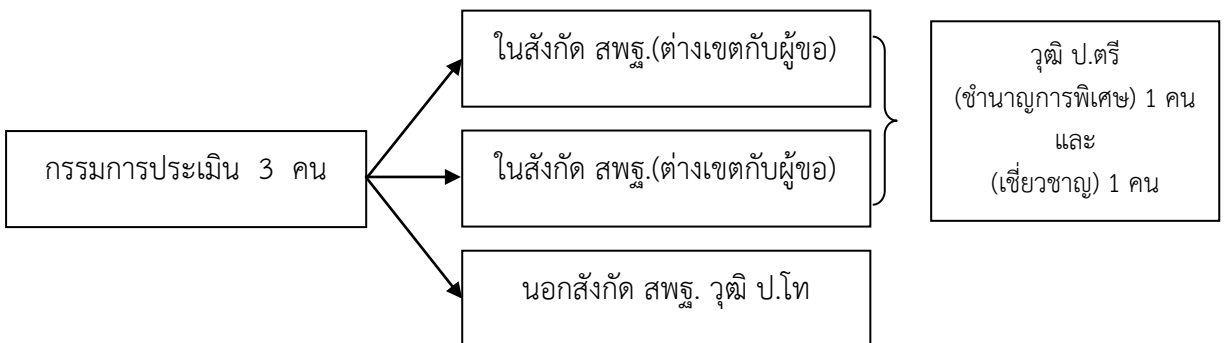 กรรมการประเมิน 3 คน
ในสังกัด สพฐ.(ต่างเขตกับผู้ขอ)
ในสังกัด สพฐ.(ต่างเขตกับผู้ขอ)
นอกสังกัด สพฐ. วุฒิ ป.โท
วุฒิ ป.ตรี
(ชำนาญการพิเศษ) 1 คน
และ
(เชี่ยวชาญ) 1 คน